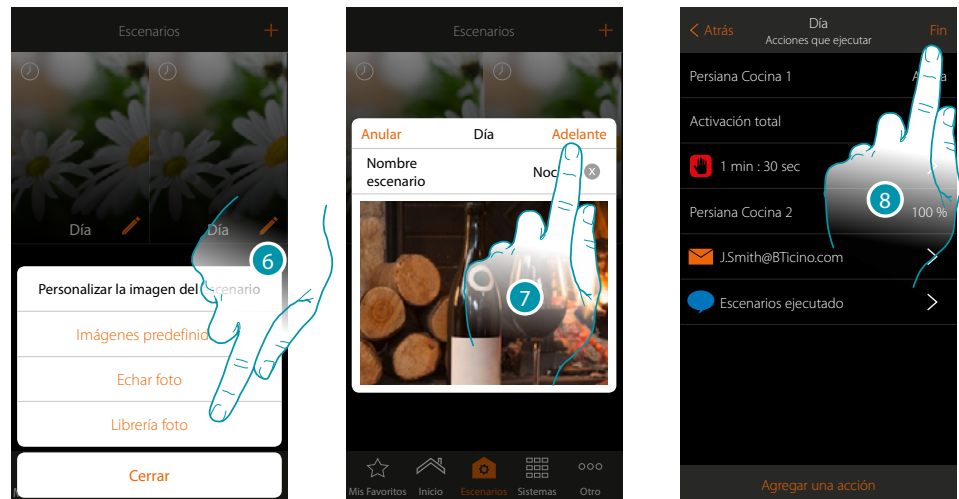 Escenarios +
Día
Día
Personalizar la imagen del escenario
Imágenes predefinid
Echar foto
Librería foto
Cerrar
6
Escenarios +
Anular Día Adelante
Nombre
escenario
Noc
x
7
Mis Favoritos Inicio Escenarios Sistemas Otro
Atrás Día Fin
Acciones que ejecutar
Persiana Cocina 1
Activación total
1 min : 30 sec
Persiana Cocina 2 100 %
J.Smith@BTicino.com
Escenarios ejecutado
8
Agregar una acción